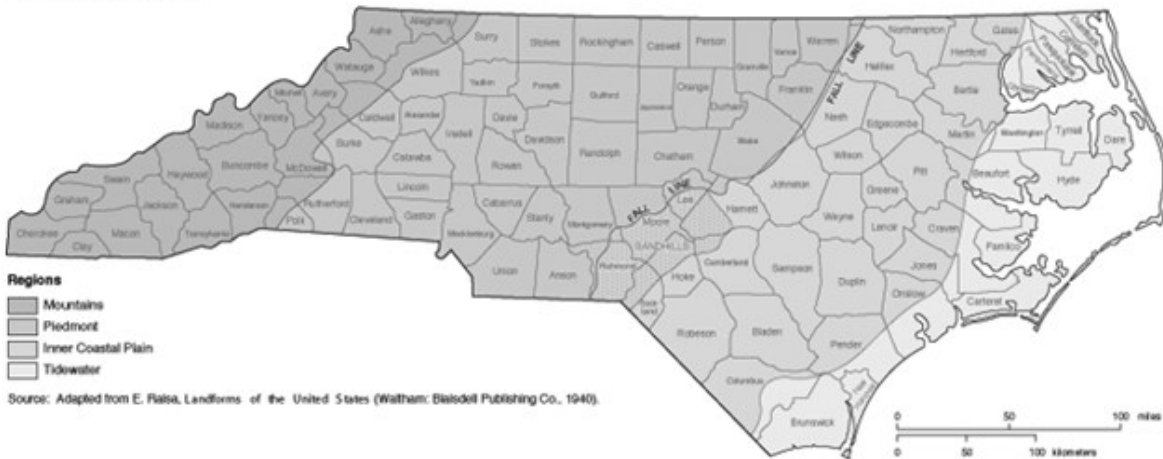 Ashe
Alleghany
Surry
Stokes
Rockingham
Caswell
Person
Granville
Vance
Warren
Northampton
Gates
Hertford
Halifax
Watauga
Wilkes
Yadkin
Forsyth
Guilford
Orange
Durham
Franklin
Bertie
Mitchell
Avery
Caldwell
Alexander
Iredell
Davie
Davidson
Nash
Edgecombe
Martin
Washington
Tyrrell
Dare
Madison
Yancey
Burke
Catawba
Rowan
Randolph
Chatham
Wake
Wilson
Pitt
Beaufort
Hyde
Swain
Haywood
Buncombe
McDowell
Lincoln
Johnston
Greene
Graham
Jackson
Henderson
Rutherford
Cleveland
Gaston
Cabarrus
Stanly
Montgomery
Moore
Lee
Harnett
Wayne
Lenoir
Craven
Pamlico
Cherokee
Clay
Macon
Transylvania
Polk
Mecklenburg
Union
Anson
Richmond
SANDHILLS
Hoke
Cumberland
Sampson
Duplin
Jones
Onslow
Carteret
Robeson
Bladen
Pender
Columbus
Brunswick
FALL LINE
FALL LINE
Regions
Mountains
Piedmont
Inner Coastal Plain
Tidewater
Source: Adapted from E. Raisa, Landforms of the United States (Waltham: Blaisdell Publishing Co., 1940).
0 50 100 miles
0 50 100 kilometers